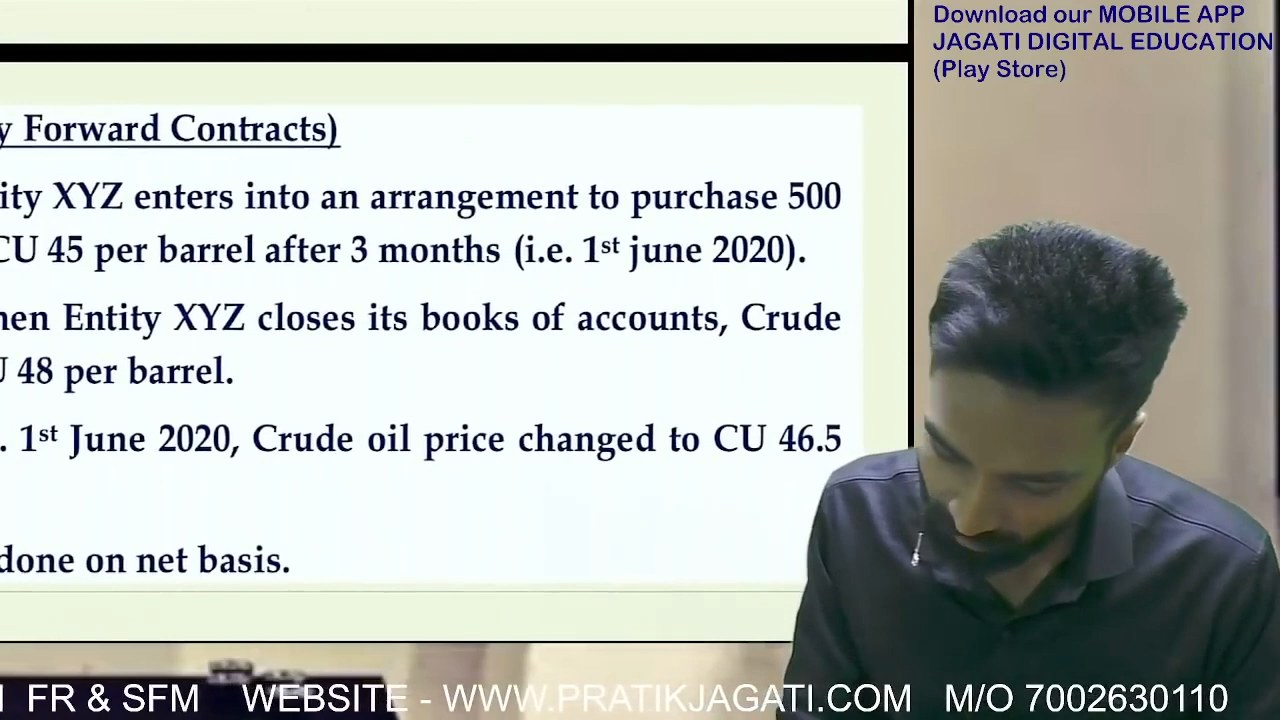 Download our MOBILE APP
JAGATI DIGITAL EDUCATION
(Play Store)
y Forward Contracts)
ity XYZ enters into an arrangement to purchase 500
CU 45 per barrel after 3 months (i.e. 1st june 2020).
hen Entity XYZ closes its books of accounts, Crude
U 48 per barrel.
. 1st June 2020, Crude oil price changed to CU 46.5
done on net basis.
FR & SFM WEBSITE - WWW.PRATIKJAGATI.COM M/O 7002630110